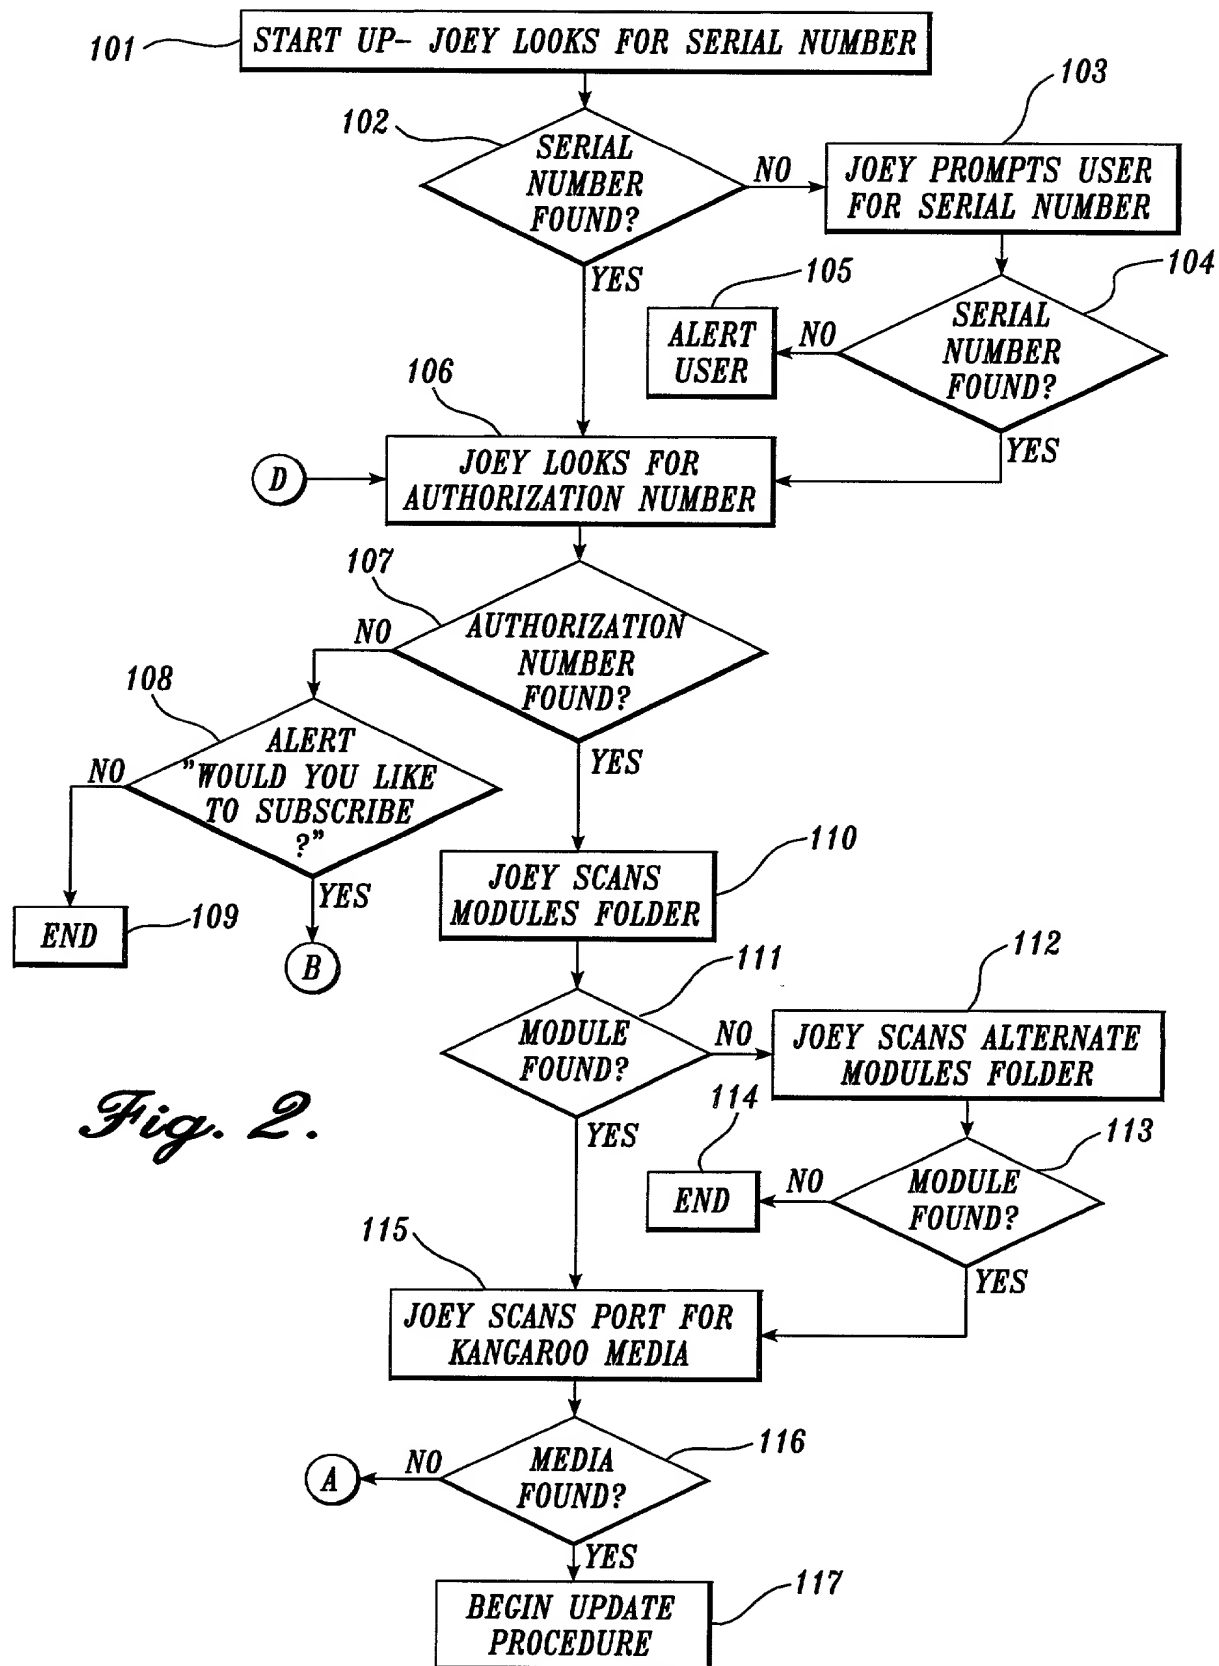 101
START UP- JOEY LOOKS FOR SERIAL NUMBER
102
SERIAL
NUMBER
FOUND?
NO
YES
103
JOEY PROMPTS USER
FOR SERIAL NUMBER
104
SERIAL
NUMBER
FOUND?
NO
YES
105
ALERT
USER
106
D
JOEY LOOKS FOR
AUTHORIZATION NUMBER
107
AUTHORIZATION
NUMBER
FOUND?
NO
YES
108
ALERT
"WOULD YOU LIKE
TO SUBSCRIBE
?"
NO
YES
END
109
B
110
JOEY SCANS
MODULES FOLDER
111
MODULE
FOUND?
NO
YES
112
JOEY SCANS ALTERNATE
MODULES FOLDER
113
MODULE
FOUND?
NO
YES
114
END
Fig. 2.
115
JOEY SCANS PORT FOR
KANGAROO MEDIA
116
MEDIA
FOUND?
NO
A
YES
117
BEGIN UPDATE
PROCEDURE